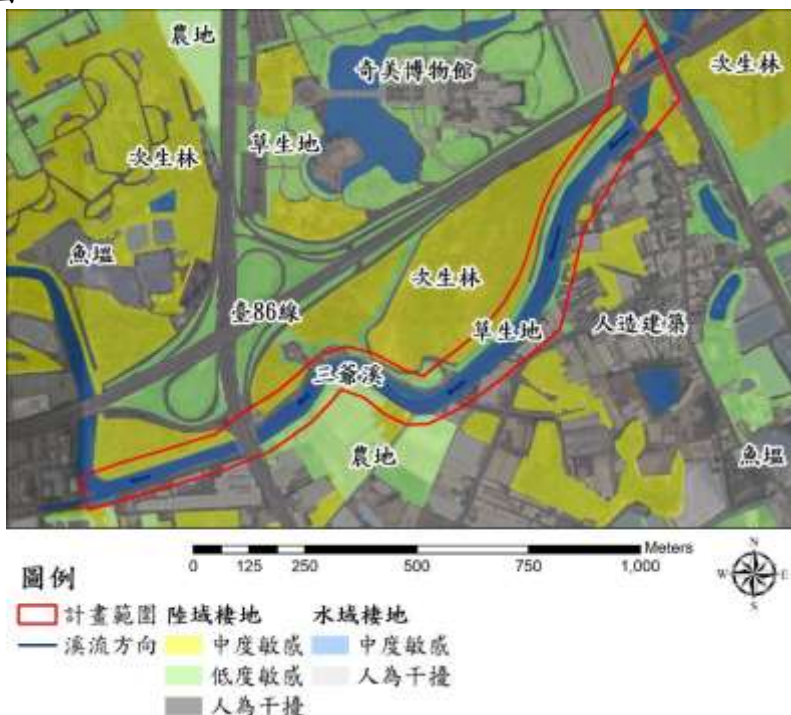 農地
奇美博物館
次生林
草生地
次生林
魚塭
次生林
臺86線
草生地
人造建築
三爺溪
農地
魚塭
Meters
0 125 250 500 750 1,000
N
W E
S
圖例
計畫範圍 陸域棲地 水域棲地
溪流方向 中度敏感 中度敏感
低度敏感 人為干擾
人為干擾